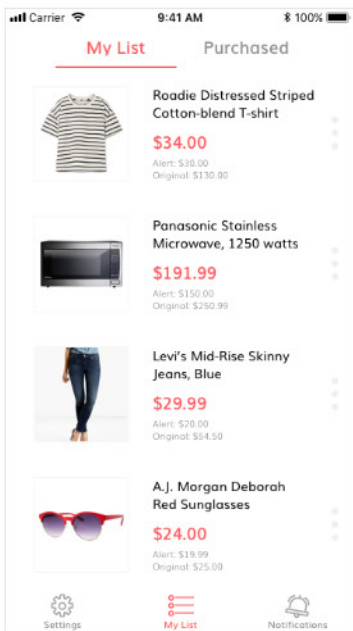 Carrier 9:41 AM 100%
My List Purchased
Roadie Distressed Striped
Cotton-blend T-shirt
$34.00
Alert: $30.00
Original: $130.00
Panasonic Stainless
Microwave, 1250 watts
$191.99
Alert: $150.00
Original: $250.99
Levi's Mid-Rise Skinny
Jeans, Blue
$29.99
Alert: $20.00
Original: $54.50
A.J. Morgan Deborah
Red Sunglasses
$24.00
Alert: $19.99
Original: $25.00
Settings My List Notifications